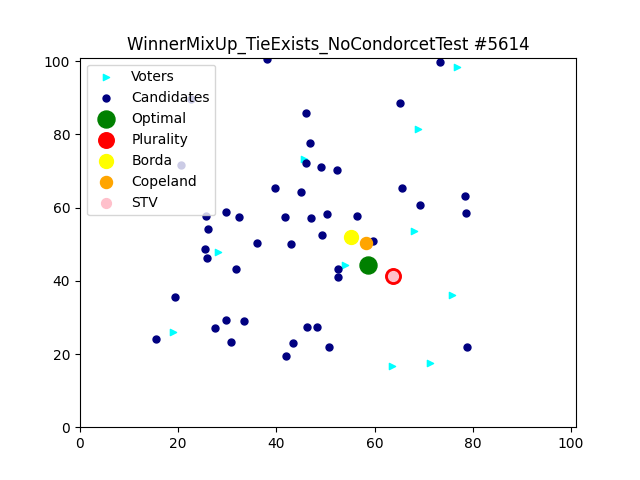 WinnerMixUp_TieExists_NoCondorcetTest #5614
100
80
60
40
20
0
Voters
Candidates
Optimal
Plurality
Borda
Copeland
STV
0 20 40 60 80 100